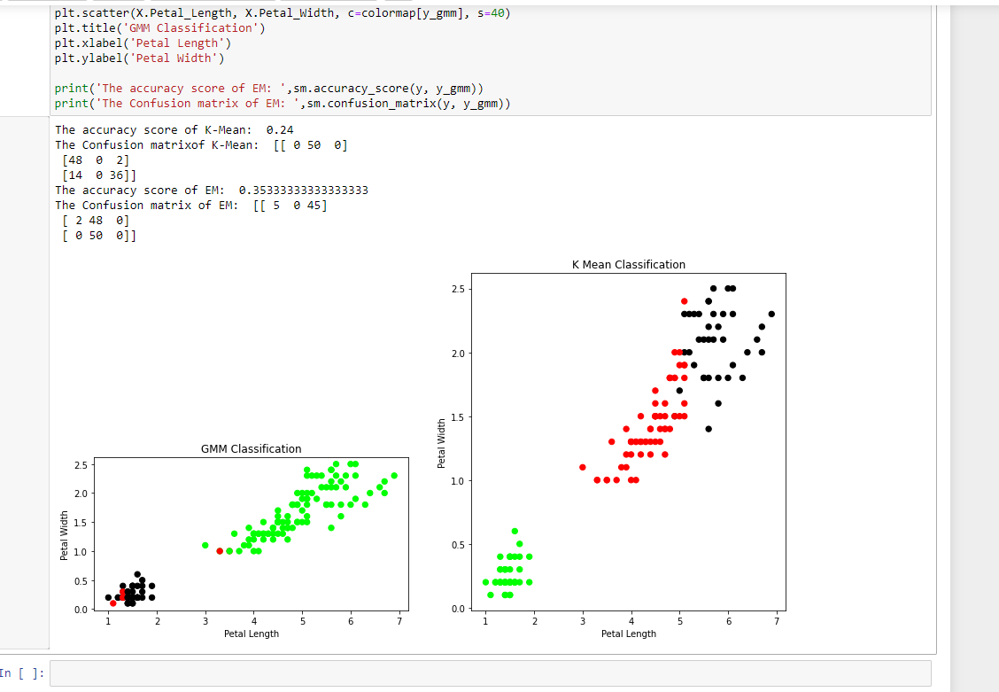 plt.scatter(X.Petal_Length, X.Petal_Width, c=colormap[y_gmm], s=40)
plt.title('GMM Classification')
plt.xlabel('Petal Length')
plt.ylabel('Petal Width')
print('The accuracy score of EM: ',sm.accuracy_score(y, y_gmm))
print('The Confusion matrix of EM: ',sm.confusion_matrix(y, y_gmm))
The accuracy score of K-Mean:  0.24
The Confusion matrixof K-Mean:  [[ 0 50  0]
 [48  0  2]
 [14  0 36]]
The accuracy score of EM:  0.35333333333333333
The Confusion matrix of EM:  [[ 5  0 45]
 [ 2 48  0]
 [ 0 50  0]]
K Mean Classification
2.5
2.0
1.5
1.0
0.5
0.0
Petal Width
1 2 3 4 5 6 7
Petal Length
GMM Classification
2.5
2.0
1.5
1.0
0.5
0.0
Petal Width
1 2 3 4 5 6 7
Petal Length
In [ ]: